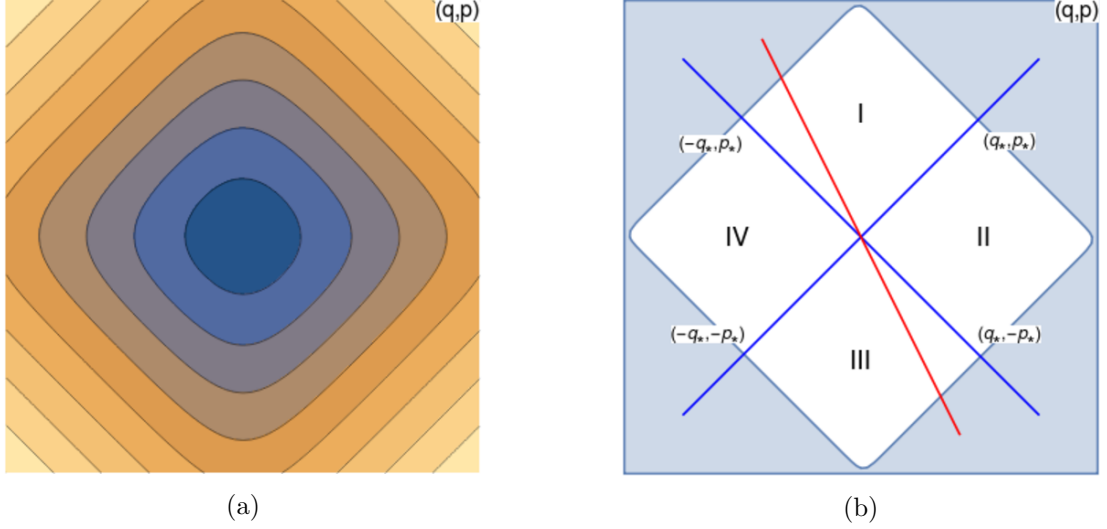 (q,p)
(q,p)
I
(-q⋆,p⋆)
(q⋆,p⋆)
IV
II
(-q⋆,-p⋆)
(q⋆,-p⋆)
III
(a)
(b)